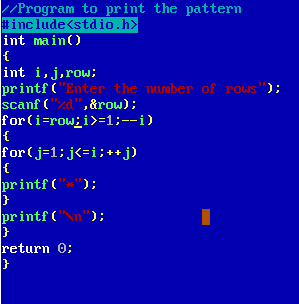 //Program to print the pattern
#include<stdio.h>
int main()
{
int i,j,row;
printf("Enter the number of rows");
scanf("%d",&row);
for(i=row;i>=1;--i)
{
for(j=1;j<=i;++j)
{
printf("*");
}
printf("\n");
}
return 0;
}